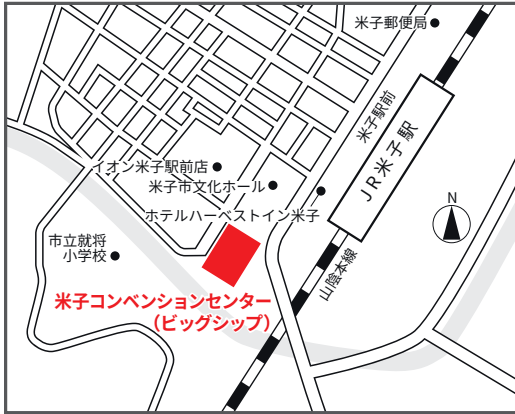 米子郵便局
米子駅前
JR米子駅
イオン米子駅前店
米子市文化ホール
ホテルハーベストイン米子
N
市立就将
小学校
山陰本線
米子コンベンションセンター
（ビッグシップ）